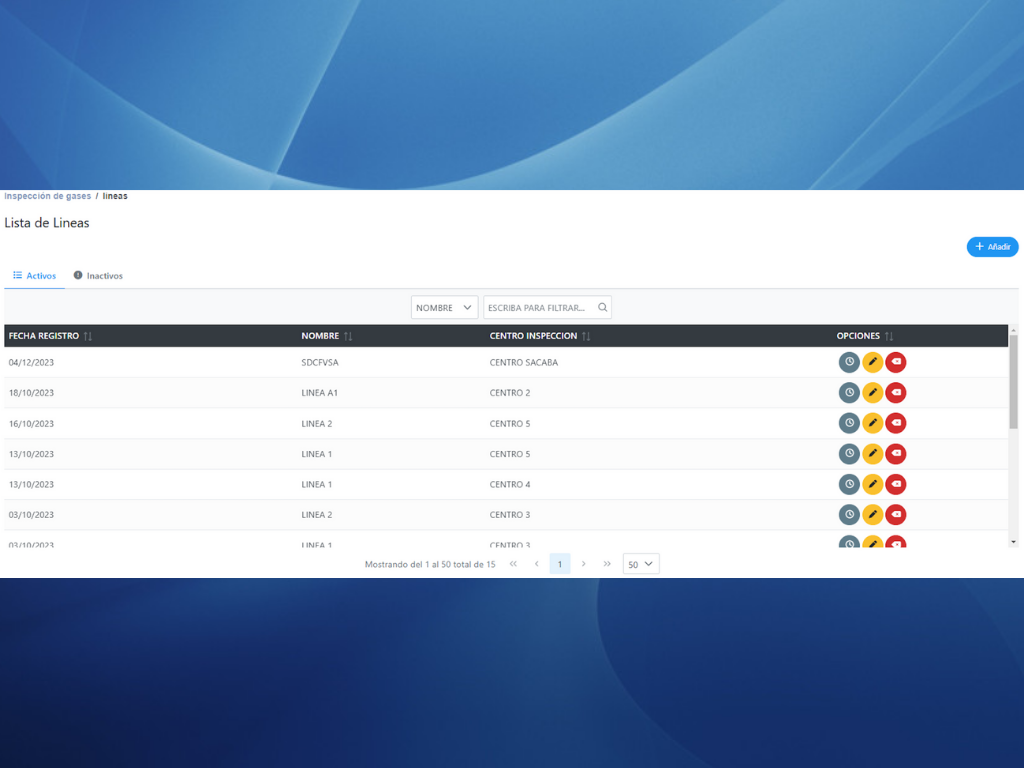 Inspección de gases / lineas
Lista de Lineas
Añadir
Activos Inactivos
NOMBRE ESCRIBA PARA FILTRAR...
FECHA REGISTRO NOMBRE CENTRO INSPECCION OPCIONES
04/12/2023 SDCFVSA CENTRO SACABA
18/10/2023 LINEA A1 CENTRO 2
16/10/2023 LINEA 2 CENTRO 5
13/10/2023 LINEA 1 CENTRO 5
13/10/2023 LINEA 1 CENTRO 4
03/10/2023 LINEA 2 CENTRO 3
03/10/2023 LINEA 1 CENTRO 3
Mostrando del 1 al 50 total de 15 1 50